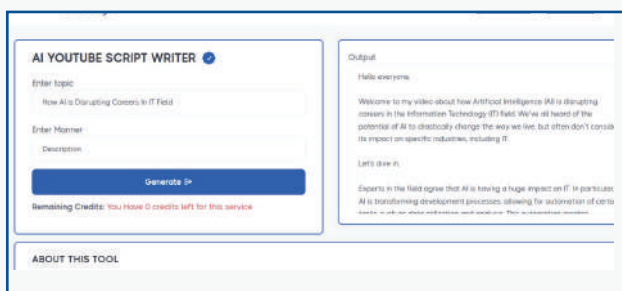 AI YOUTUBE SCRIPT WRITER
Enter topic
How AI is Disrupting Careers In IT Field
Enter Manner
Description
Generate
Remaining Credits: You Have 0 credits left for this service
Output
Hello everyone,
Welcome to my video about how Artificial Intelligence (AI) is disrupting
careers in the Information Technology (IT) field. We've all heard of the
potential of AI to drastically change the way we live, but often don't conside
its impact on specific industries, including IT.
Let's dive in.
Experts in the field agree that AI is having a huge impact on IT. In particular,
AI is transforming development processes, allowing for automation of certa
ABOUT THIS TOOL